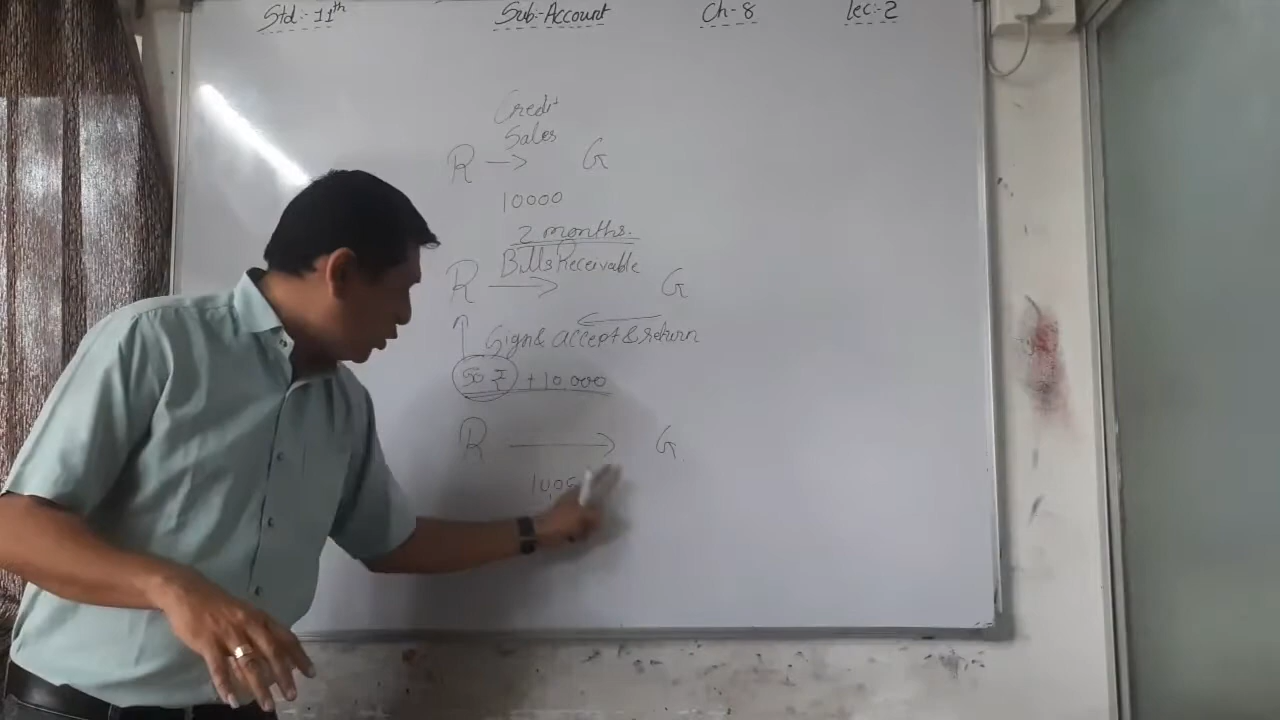 Std:- 11th Sub:- Account Ch-8 Lec:-2
Credit
Sales
R → G
10000
2 months.
Bills Receivable
R → G
Sign & accept & return
50 ₹ + 10.000
R → G